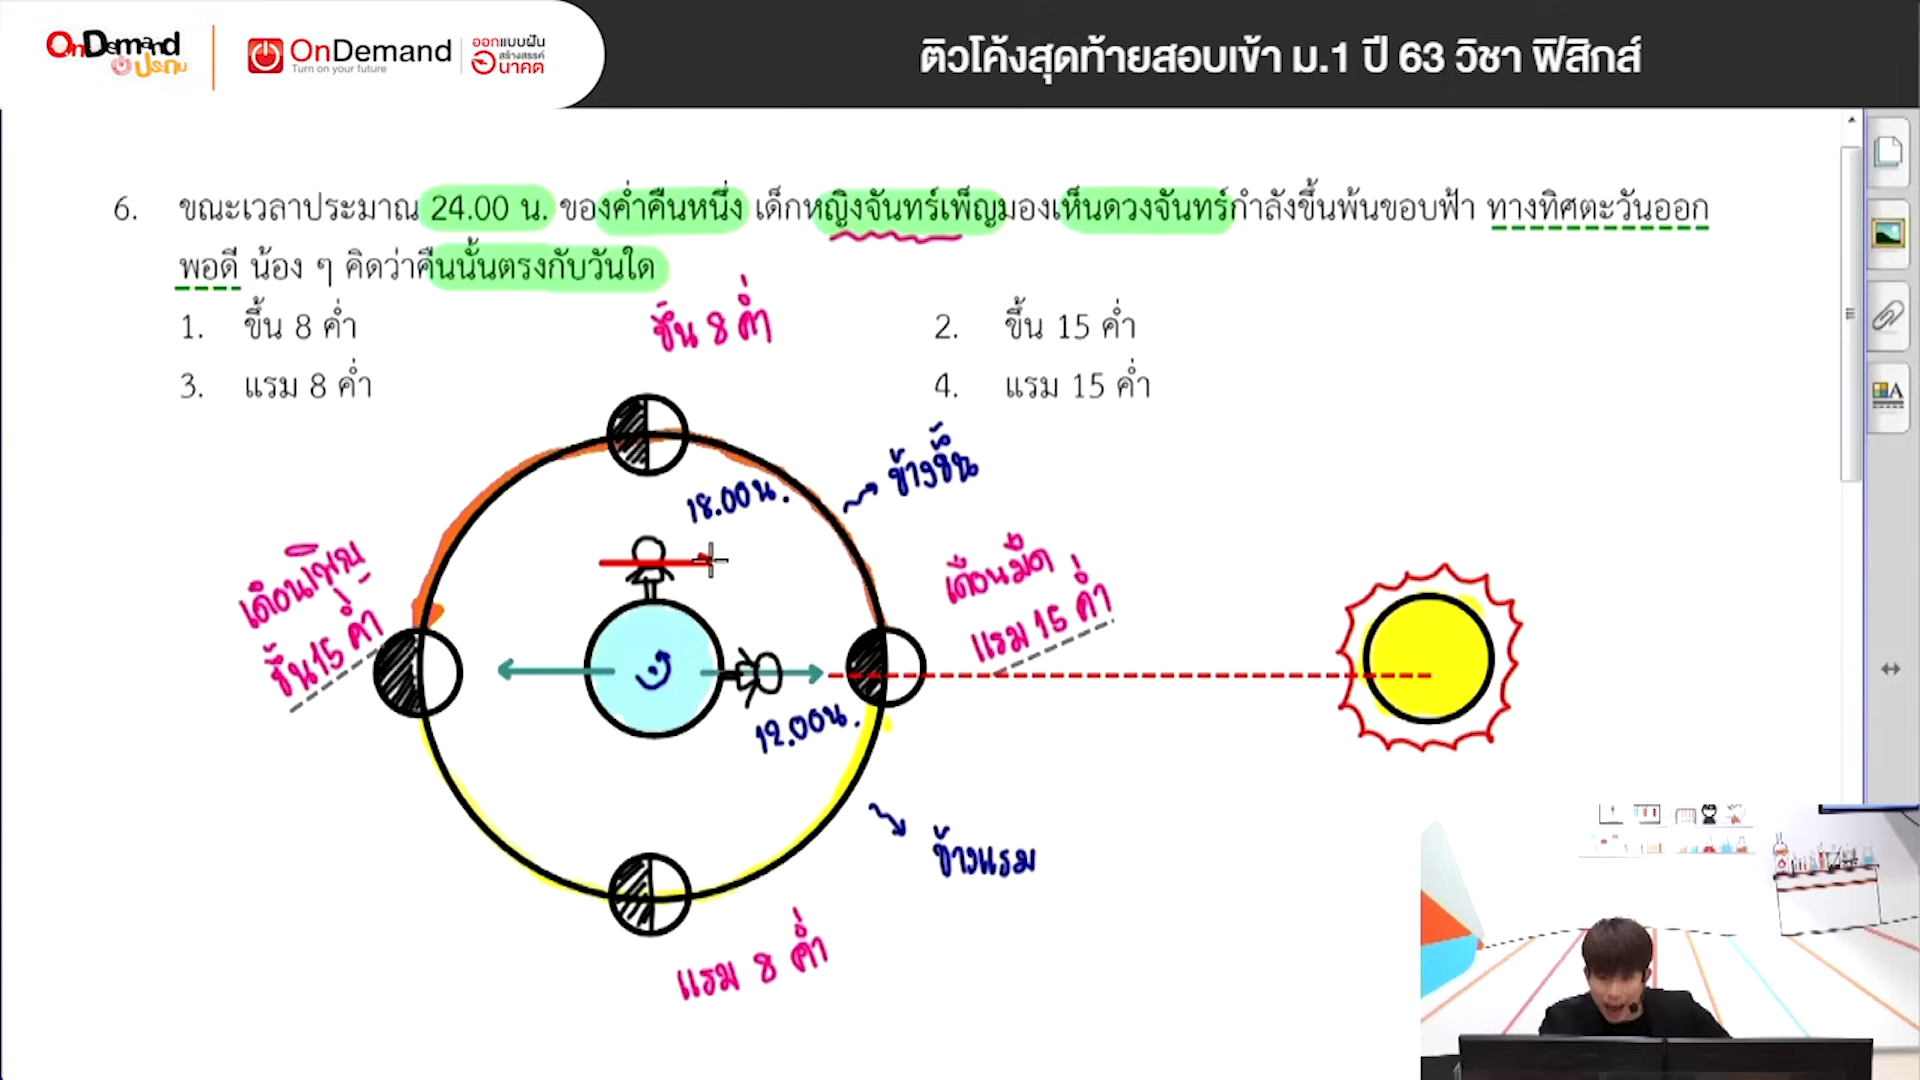 OnDemand
ประถม
OnDemand
Turn on your future
ออกแบบฝัน
สร้างสรรค์
อนาคต
ติวโค้งสุดท้ายสอบเข้า ม.1 ปี 63 วิชา ฟิสิกส์
6. ขณะเวลาประมาณ 24.00 น. ของค่ำคืนหนึ่ง เด็กหญิงจันทร์เพ็ญมองเห็นดวงจันทร์กำลังขึ้นพ้นขอบฟ้า ทางทิศตะวันออก
พอดี น้อง ๆ คิดว่าคืนนั้นตรงกับวันใด
1. ขึ้น 8 ค่ำ
2. ขึ้น 15 ค่ำ
3. แรม 8 ค่ำ
4. แรม 15 ค่ำ
ขึ้น 8 ค่ำ
ข้างขึ้น
18.00 น.
เดือนเพ็ญ
ขึ้น 15 ค่ำ
เดือนมืด
แรม 15 ค่ำ
12.00 น.
ข้างแรม
แรม 8 ค่ำ